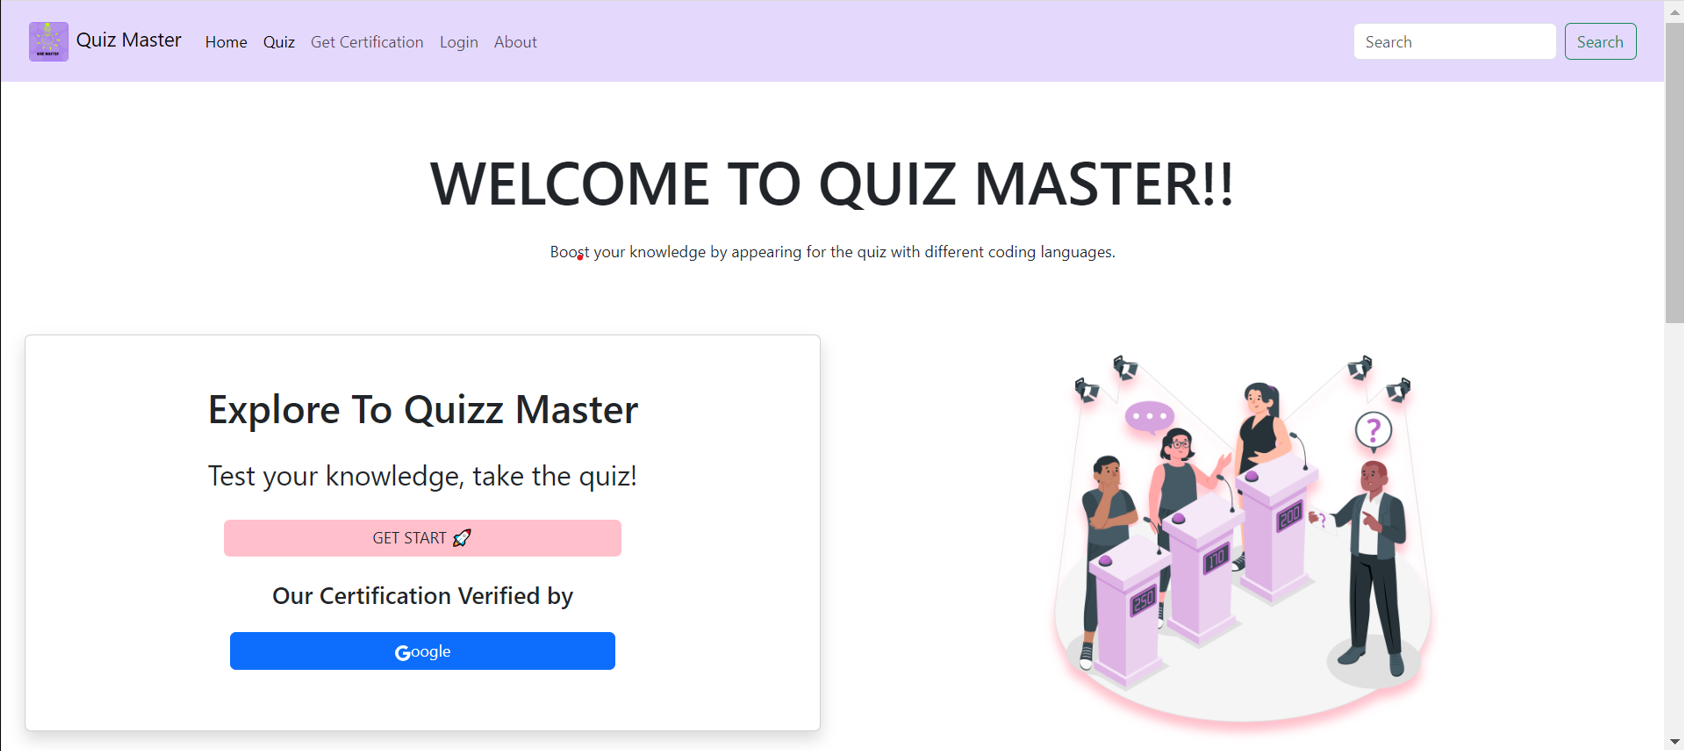 Quiz Master Home Quiz Get Certification Login About Search Search
WELCOME TO QUIZ MASTER!!
Boost your knowledge by appearing for the quiz with different coding languages.
Explore To Quizz Master
Test your knowledge, take the quiz!
GET START 🚀
Our Certification Verified by
Google
?
?
200
170
250